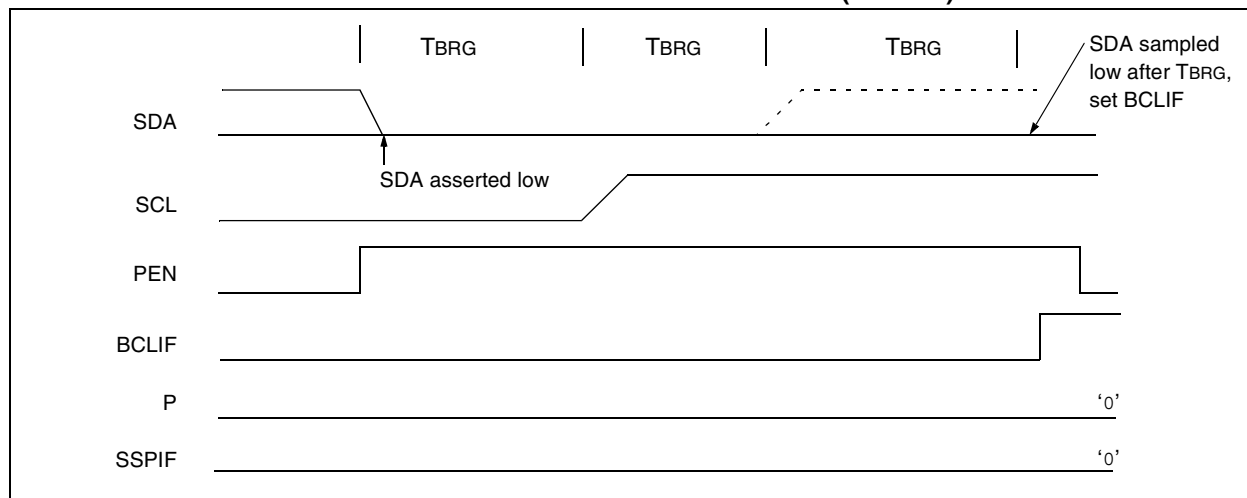 TBRG TBRG TBRG
SDA sampled
low after TBRG,
set BCLIF
SDA
SDA asserted low
SCL
PEN
BCLIF
P
‘0’
SSPIF
‘0’